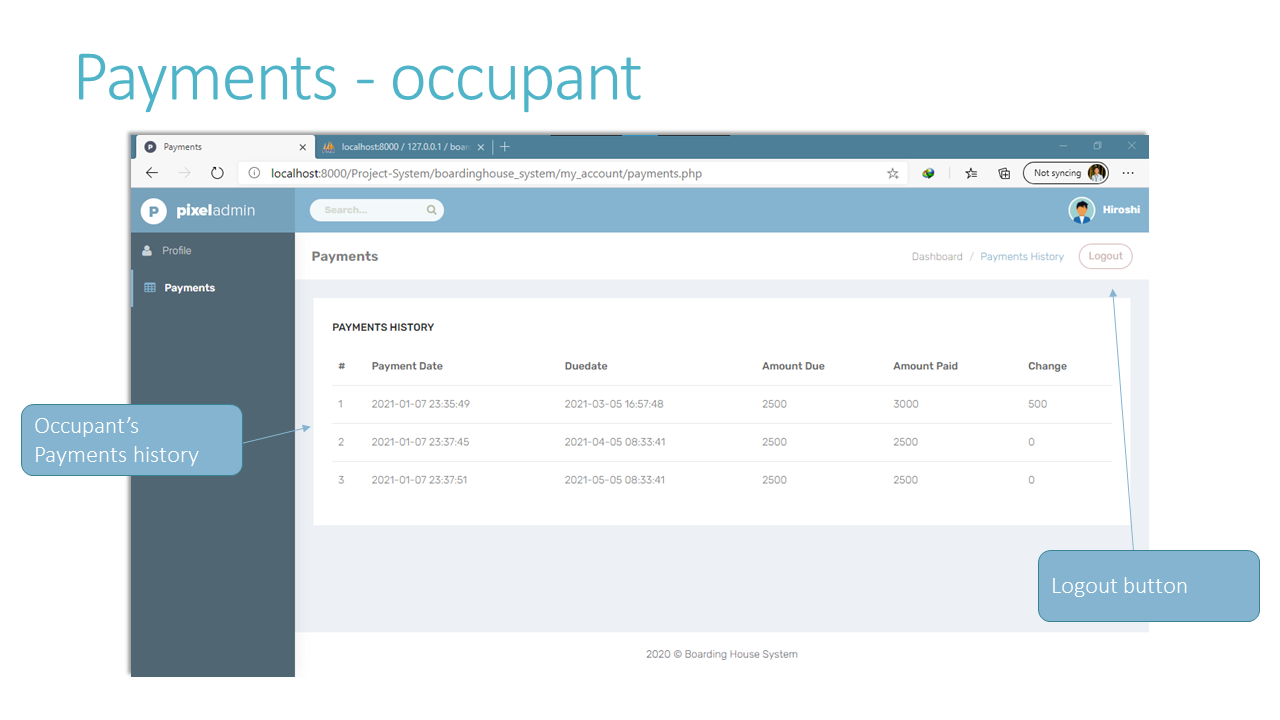 Payments - occupant
Payments
localhost:8000 / 127.0.0.1 / boar
localhost:8000/Project-System/boardinghouse_system/my_account/payments.php
Not syncing
P pixeladmin
Search...
Hiroshi
Profile
Payments
Payments
Dashboard / Payments History
Logout
PAYMENTS HISTORY
# Payment Date Duedate Amount Due Amount Paid Change
1 2021-01-07 23:35:49 2021-03-05 16:57:48 2500 3000 500
2 2021-01-07 23:37:45 2021-04-05 08:33:41 2500 2500 0
3 2021-01-07 23:37:51 2021-05-05 08:33:41 2500 2500 0
Occupant’s
Payments history
Logout button
2020 © Boarding House System